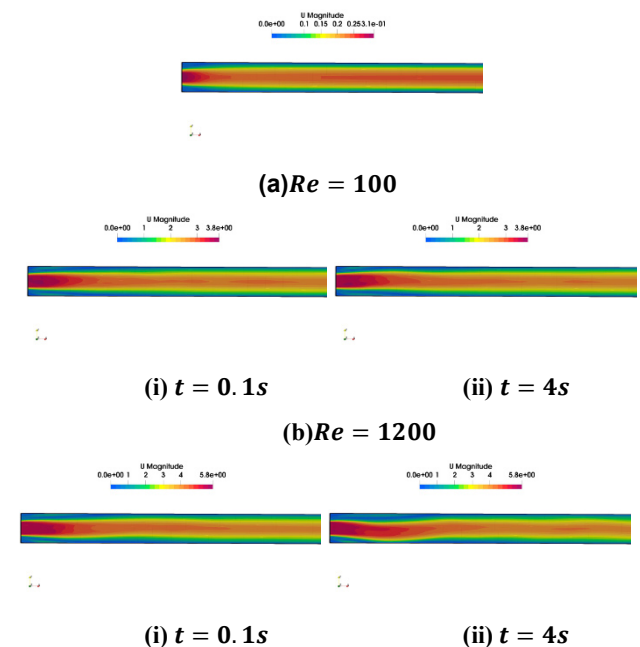 U Magnitude
0.0e+00 0.1 0.15 0.2 0.253.1e-01
(a)Re = 100
U Magnitude
0.0e+00 1 2 3 3.8e+00
U Magnitude
0.0e+00 1 2 3 3.8e+00
(i) t = 0.1s
(ii) t = 4s
(b)Re = 1200
U Magnitude
0.0e+00 1 2 3 4 5.8e+00
U Magnitude
0.0e+00 1 2 3 4 5.8e+00
(i) t = 0.1s
(ii) t = 4s